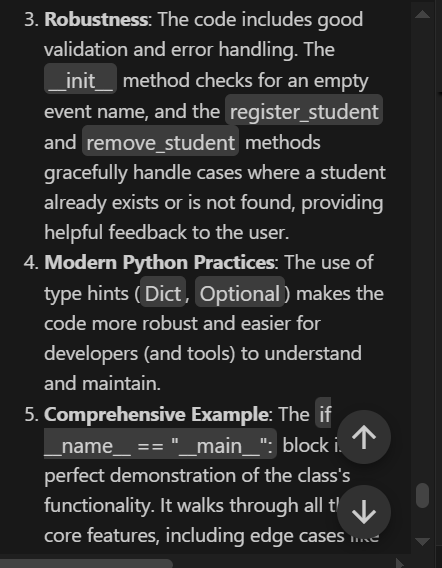 3. Robustness: The code includes good
validation and error handling. The
__init__ method checks for an empty
event name, and the register_student
and remove_student methods
gracefully handle cases where a student
already exists or is not found, providing
helpful feedback to the user.
4. Modern Python Practices: The use of
type hints (Dict, Optional) makes the
code more robust and easier for
developers (and tools) to understand
and maintain.
5. Comprehensive Example: The if
__name__ == "__main__": block
perfect demonstration of the class's
functionality. It walks through all
core features, including edge cases like